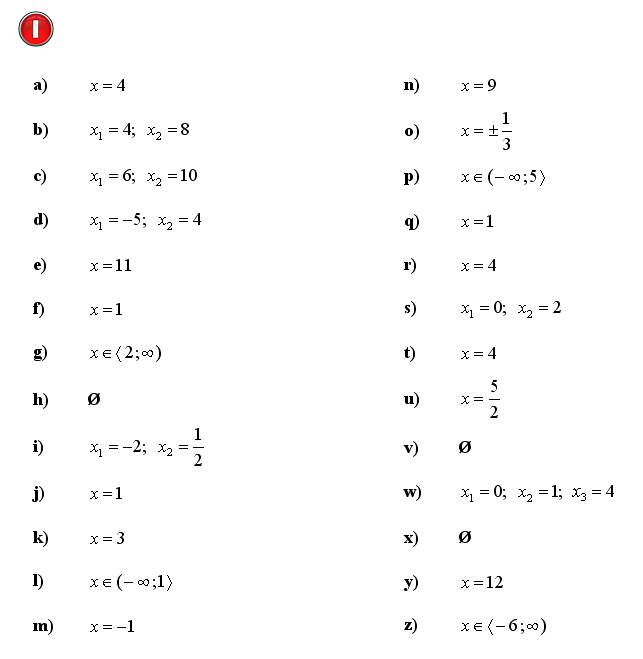 1
a) x = 4
b) x₁ = 4; x₂ = 8
c) x₁ = 6; x₂ = 10
d) x₁ = −5; x₂ = 4
e) x = 11
f) x = 1
g) x ∈ ⟨ 2; ∞ )
h) Ø
i) x₁ = −2; x₂ = 1/2
j) x = 1
k) x = 3
l) x ∈ (− ∞; 1⟩
m) x = −1
n) x = 9
o) x = ± 1/3
p) x ∈ (− ∞; 5⟩
q) x = 1
r) x = 4
s) x₁ = 0; x₂ = 2
t) x = 4
u) x = 5/2
v) Ø
w) x₁ = 0; x₂ = 1; x₃ = 4
x) Ø
y) x = 12
z) x ∈ ⟨− 6; ∞)